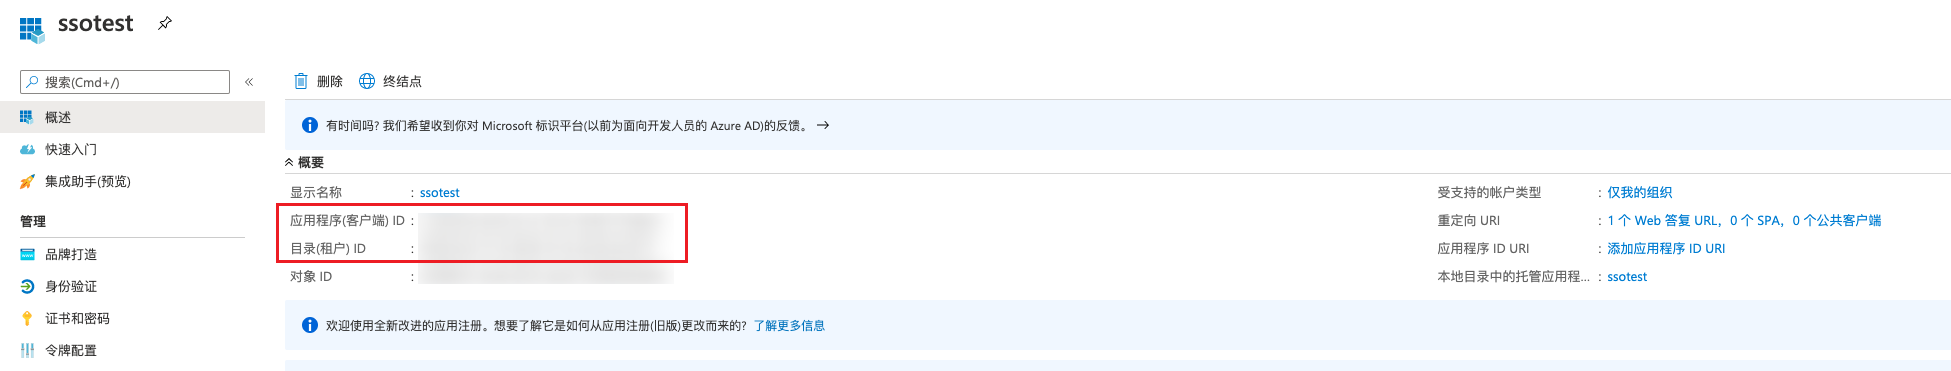 ssotest
搜索(Cmd+/)
«
删除
终结点
概述
有时间吗? 我们希望收到你对 Microsoft 标识平台(以前为面向开发人员的 Azure AD)的反馈。 →
快速入门
概要
集成助手(预览)
显示名称 : ssotest
受支持的帐户类型 : 仅我的组织
管理
应用程序(客户端) ID :
重定向 URI : 1 个 Web 答复 URL，0 个 SPA，0 个公共客户端
品牌打造
目录(租户) ID :
应用程序 ID URI : 添加应用程序 ID URI
身份验证
对象 ID :
本地目录中的托管应用程... : ssotest
证书和密码
欢迎使用全新改进的应用注册。想要了解它是如何从应用注册(旧版)更改而来的? 了解更多信息
令牌配置